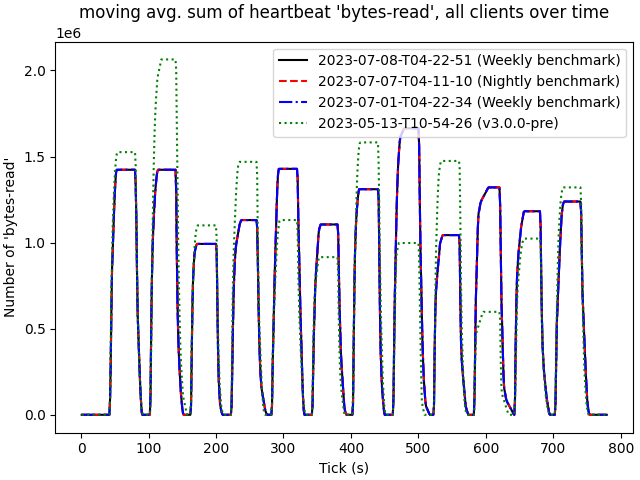 moving avg. sum of heartbeat 'bytes-read', all clients over time
1e6
2023-07-08-T04-22-51 (Weekly benchmark)
2023-07-07-T04-11-10 (Nightly benchmark)
2023-07-01-T04-22-34 (Weekly benchmark)
2023-05-13-T10-54-26 (v3.0.0-pre)
Number of 'bytes-read'
2.0
1.5
1.0
0.5
0.0
0 100 200 300 400 500 600 700 800
Tick (s)